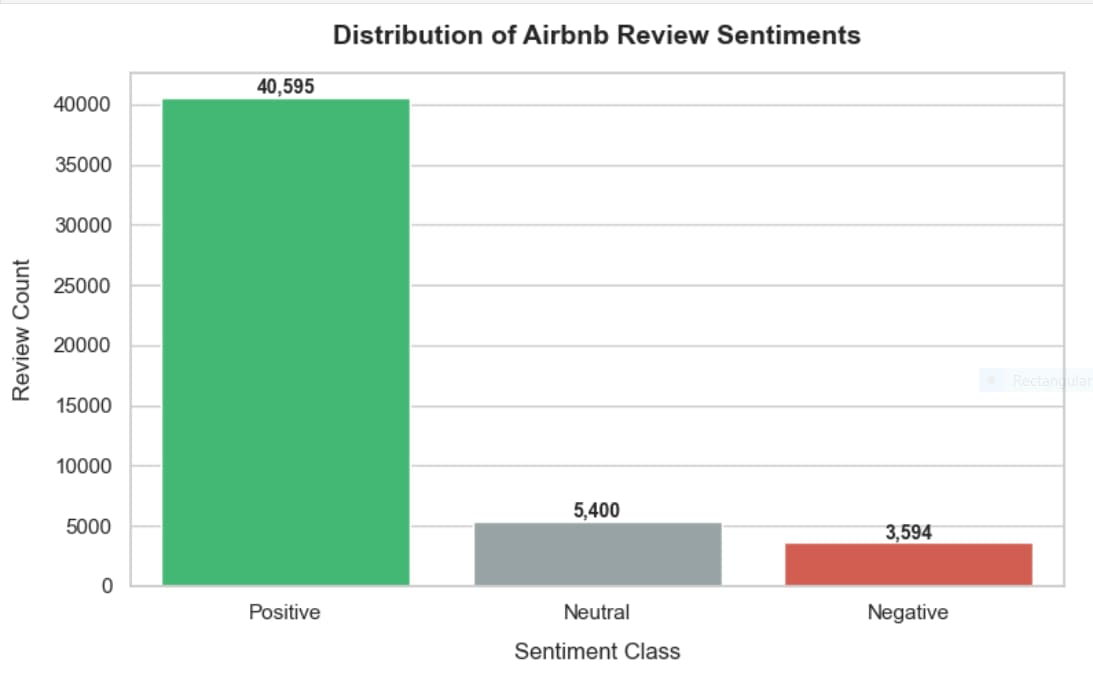 Distribution of Airbnb Review Sentiments
40,595
40000
35000
30000
25000
20000
15000
10000
5000
0
5,400
3,594
Review Count
Rectangular
Positive
Neutral
Negative
Sentiment Class